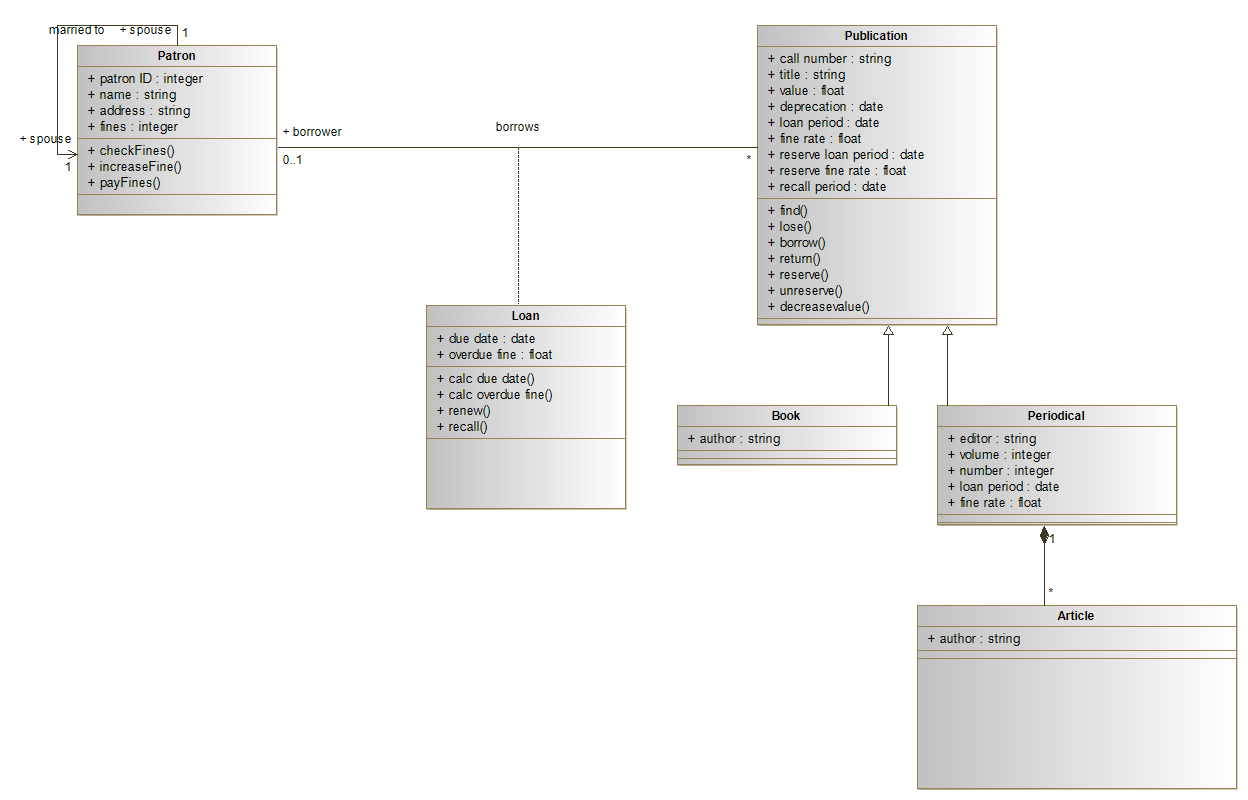 married to
+ spouse
1
Patron
+ patron ID : integer
+ name : string
+ address : string
+ fines : integer
+ checkFines()
+ increaseFine()
+ payFines()
+ spouse
1
+ borrower
0..1
borrows
*
Publication
+ call number : string
+ title : string
+ value : float
+ deprecation : date
+ loan period : date
+ fine rate : float
+ reserve loan period : date
+ reserve fine rate : float
+ recall period : date
+ find()
+ lose()
+ borrow()
+ return()
+ reserve()
+ unreserve()
+ decreasevalue()
Loan
+ due date : date
+ overdue fine : float
+ calc due date()
+ calc overdue fine()
+ renew()
+ recall()
Book
+ author : string
Periodical
+ editor : string
+ volume : integer
+ number : integer
+ loan period : date
+ fine rate : float
1
*
Article
+ author : string